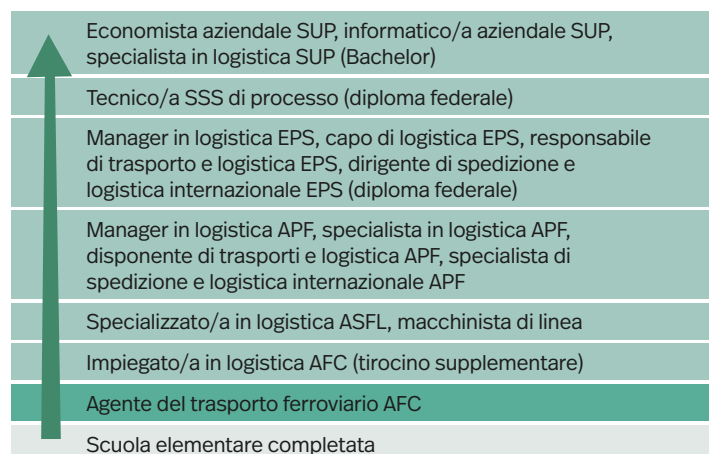 Economista aziendale SUP, informatico/a aziendale SUP,
specialista in logistica SUP (Bachelor)
Tecnico/a SSS di processo (diploma federale)
Manager in logistica EPS, capo di logistica EPS, responsabile
di trasporto e logistica EPS, dirigente di spedizione e
logistica internazionale EPS (diploma federale)
Manager in logistica APF, specialista in logistica APF,
disponente di trasporti e logistica APF, specialista di
spedizione e logistica internazionale APF
Specializzato/a in logistica ASFL, macchinista di linea
Impiegato/a in logistica AFC (tirocino supplementare)
Agente del trasporto ferroviario AFC
Scuola elementare completata